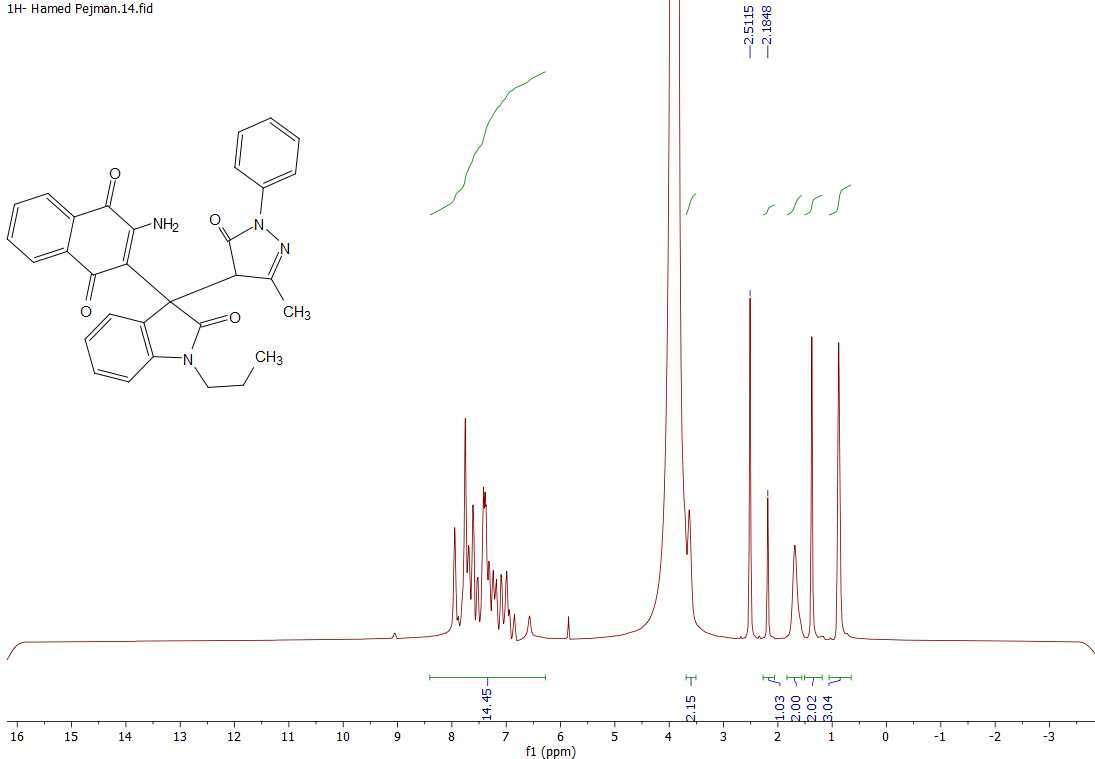 1H- Hamed Pejman.14.fid
2.5115
2.1848
O
NH2
O
N
O
N
CH3
O
O
N
CH3
14.45
2.15
1.03
2.00
2.02
3.04
16 15 14 13 12 11 10 9 8 7 6 5 4 3 2 1 0 -1 -2 -3
f1 (ppm)